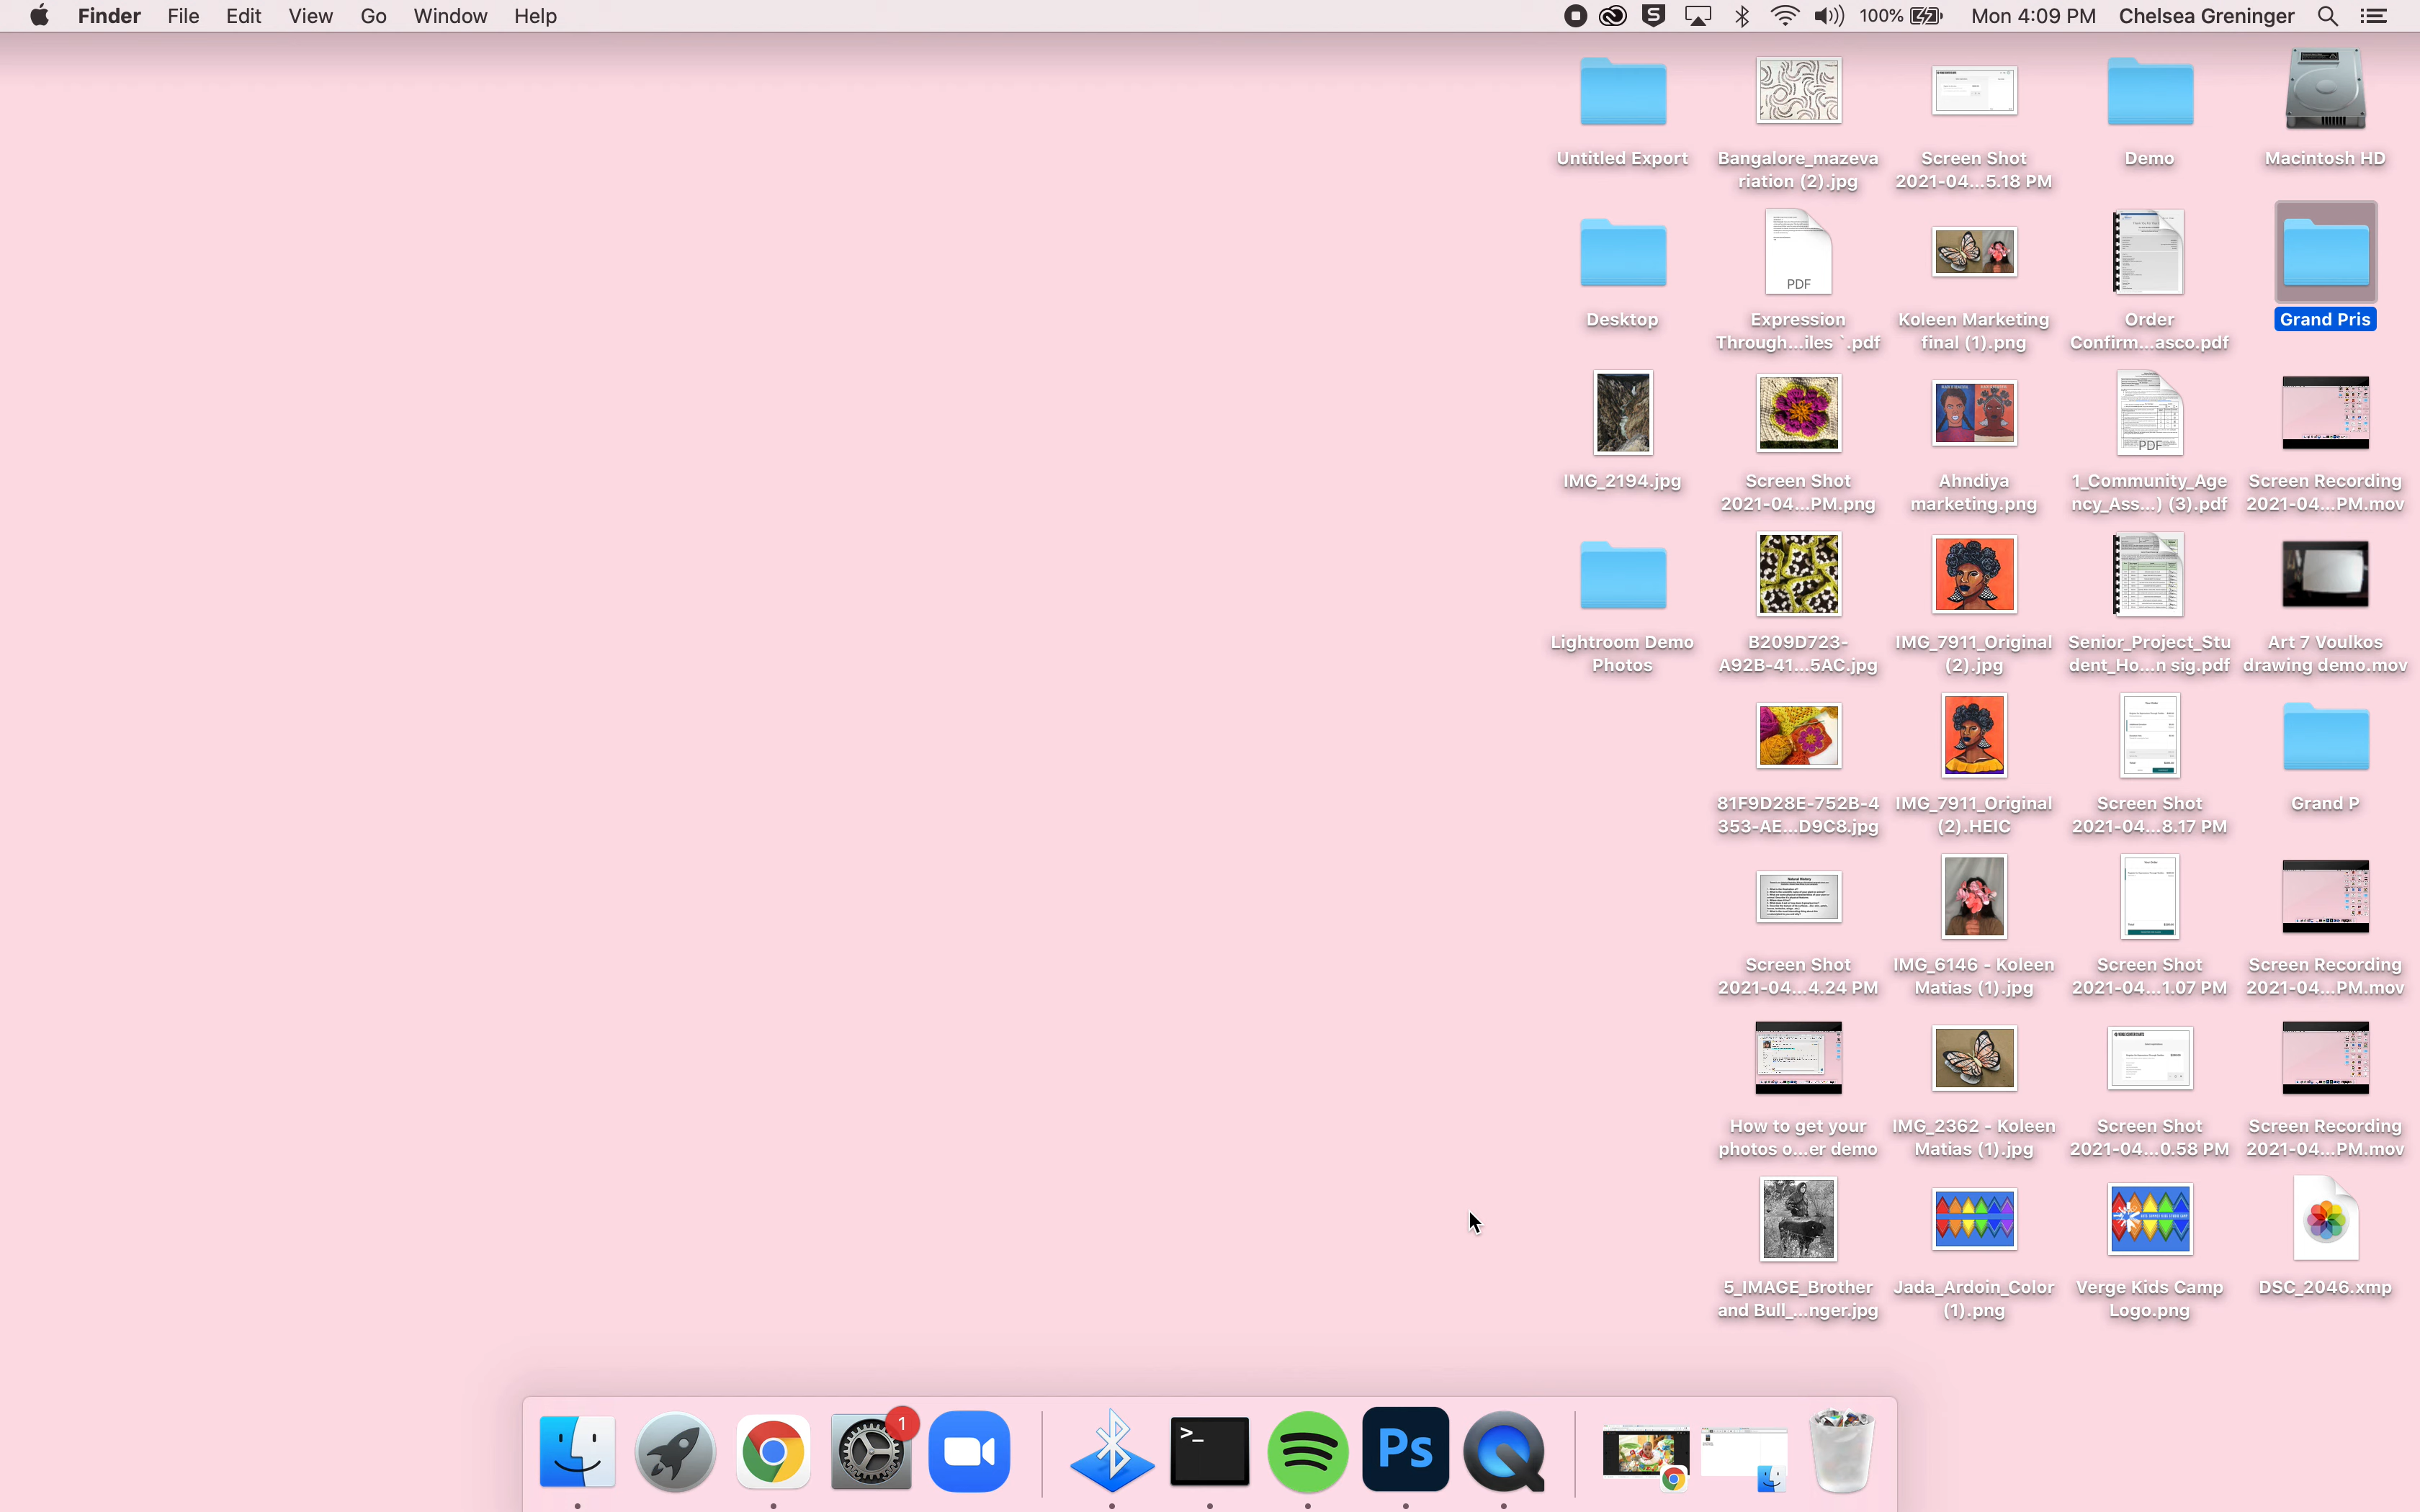 Finder File Edit View Go Window Help 100% Mon 4:09 PM Chelsea Greninger
Untitled Export
Bangalore_mazeva
riation (2).jpg
Screen Shot
2021-04...5.18 PM
Demo
Macintosh HD
Desktop
PDF
Expression
Through...iles `.pdf
Koleen Marketing
final (1).png
Order
Confirm...asco.pdf
Grand Pris
IMG_2194.jpg
Screen Shot
2021-04...PM.png
Ahndiya
marketing.png
PDF
1_Community_Age
ncy_Ass...) (3).pdf
Screen Recording
2021-04...PM.mov
Lightroom Demo
Photos
B209D723-
A92B-41...5AC.jpg
IMG_7911_Original
(2).jpg
Senior_Project_Stu
dent_Ho...n sig.pdf
Art 7 Voulkos
drawing demo.mov
81F9D28E-752B-4
353-AE...D9C8.jpg
IMG_7911_Original
(2).HEIC
Screen Shot
2021-04...8.17 PM
Grand P
Natural History
Screen Shot
2021-04...4.24 PM
IMG_6146 - Koleen
Matias (1).jpg
Screen Shot
2021-04...1.07 PM
Screen Recording
2021-04...PM.mov
How to get your
photos o...er demo
IMG_2362 - Koleen
Matias (1).jpg
Screen Shot
2021-04...0.58 PM
Screen Recording
2021-04...PM.mov
5_IMAGE_Brother
and Bull_...nger.jpg
Jada_Ardoin_Color
(1).png
Verge Kids Camp
Logo.png
DSC_2046.xmp
1
>_
Ps